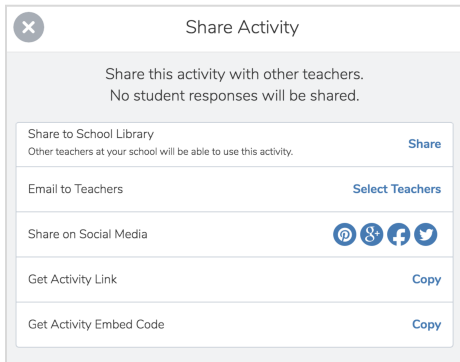 Share Activity
Share this activity with other teachers.
No student responses will be shared.
Share to School Library
Other teachers at your school will be able to use this activity.
Share
Email to Teachers
Select Teachers
Share on Social Media
Get Activity Link
Copy
Get Activity Embed Code
Copy